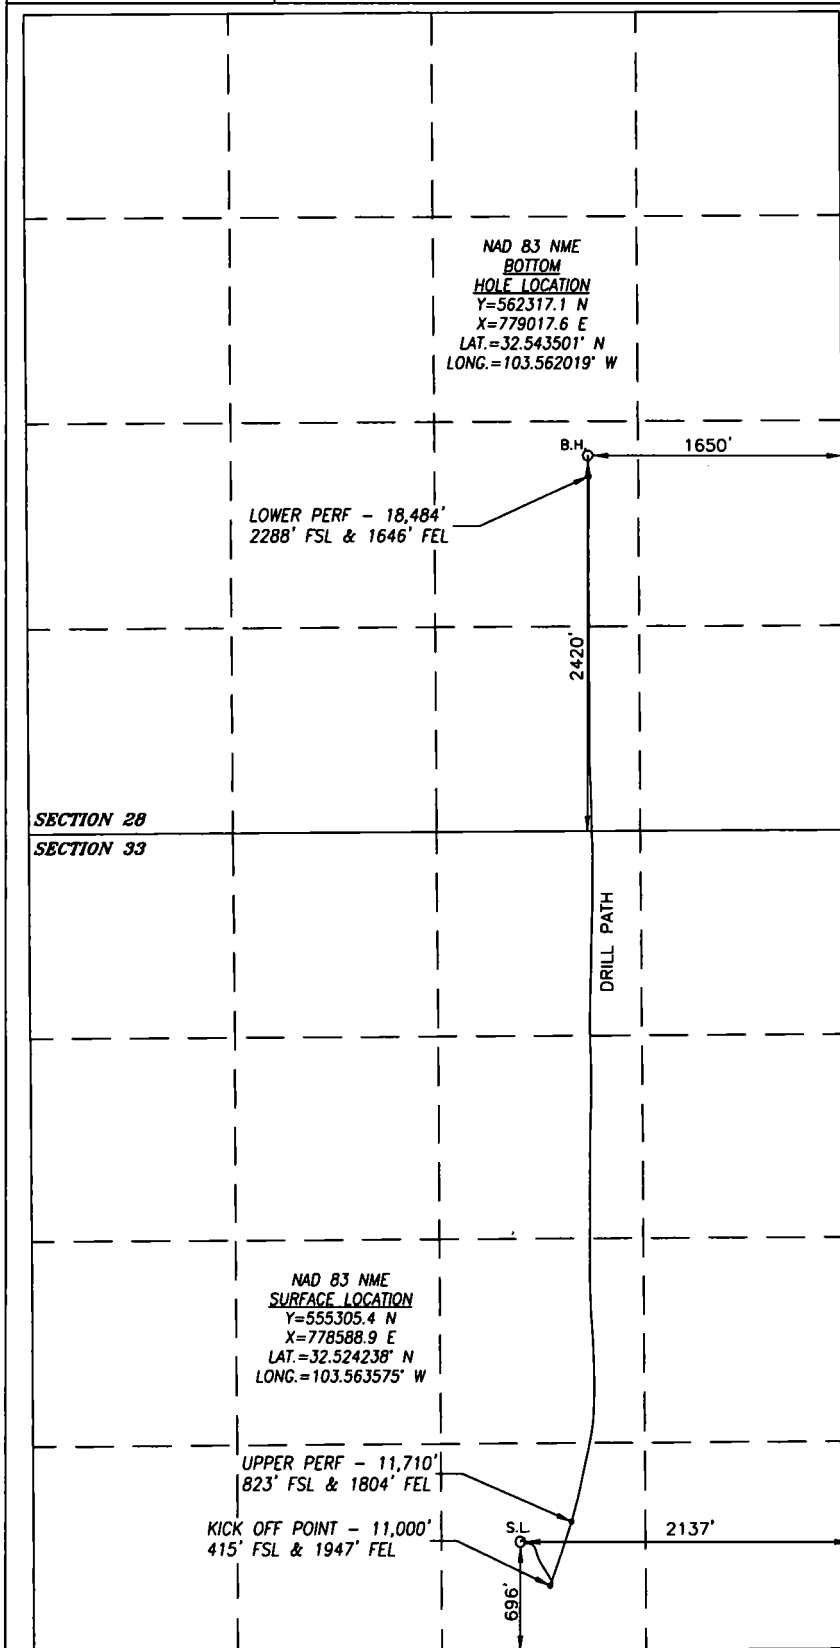 NAD 83 NME
BOTTOM
HOLE LOCATION
Y=562317.1 N
X=779017.6 E
LAT.=32.543501° N
LONG.=103.562019° W
B.H.
1650'
LOWER PERF - 18,484'
2288' FSL & 1646' FEL
2420'
SECTION 28
SECTION 33
DRILL PATH
NAD 83 NME
SURFACE LOCATION
Y=555305.4 N
X=778588.9 E
LAT.=32.524238° N
LONG.=103.563575° W
UPPER PERF - 11,710'
823' FSL & 1804' FEL
KICK OFF POINT - 11,000'
415' FSL & 1947' FEL
S.L.
2137'
696'